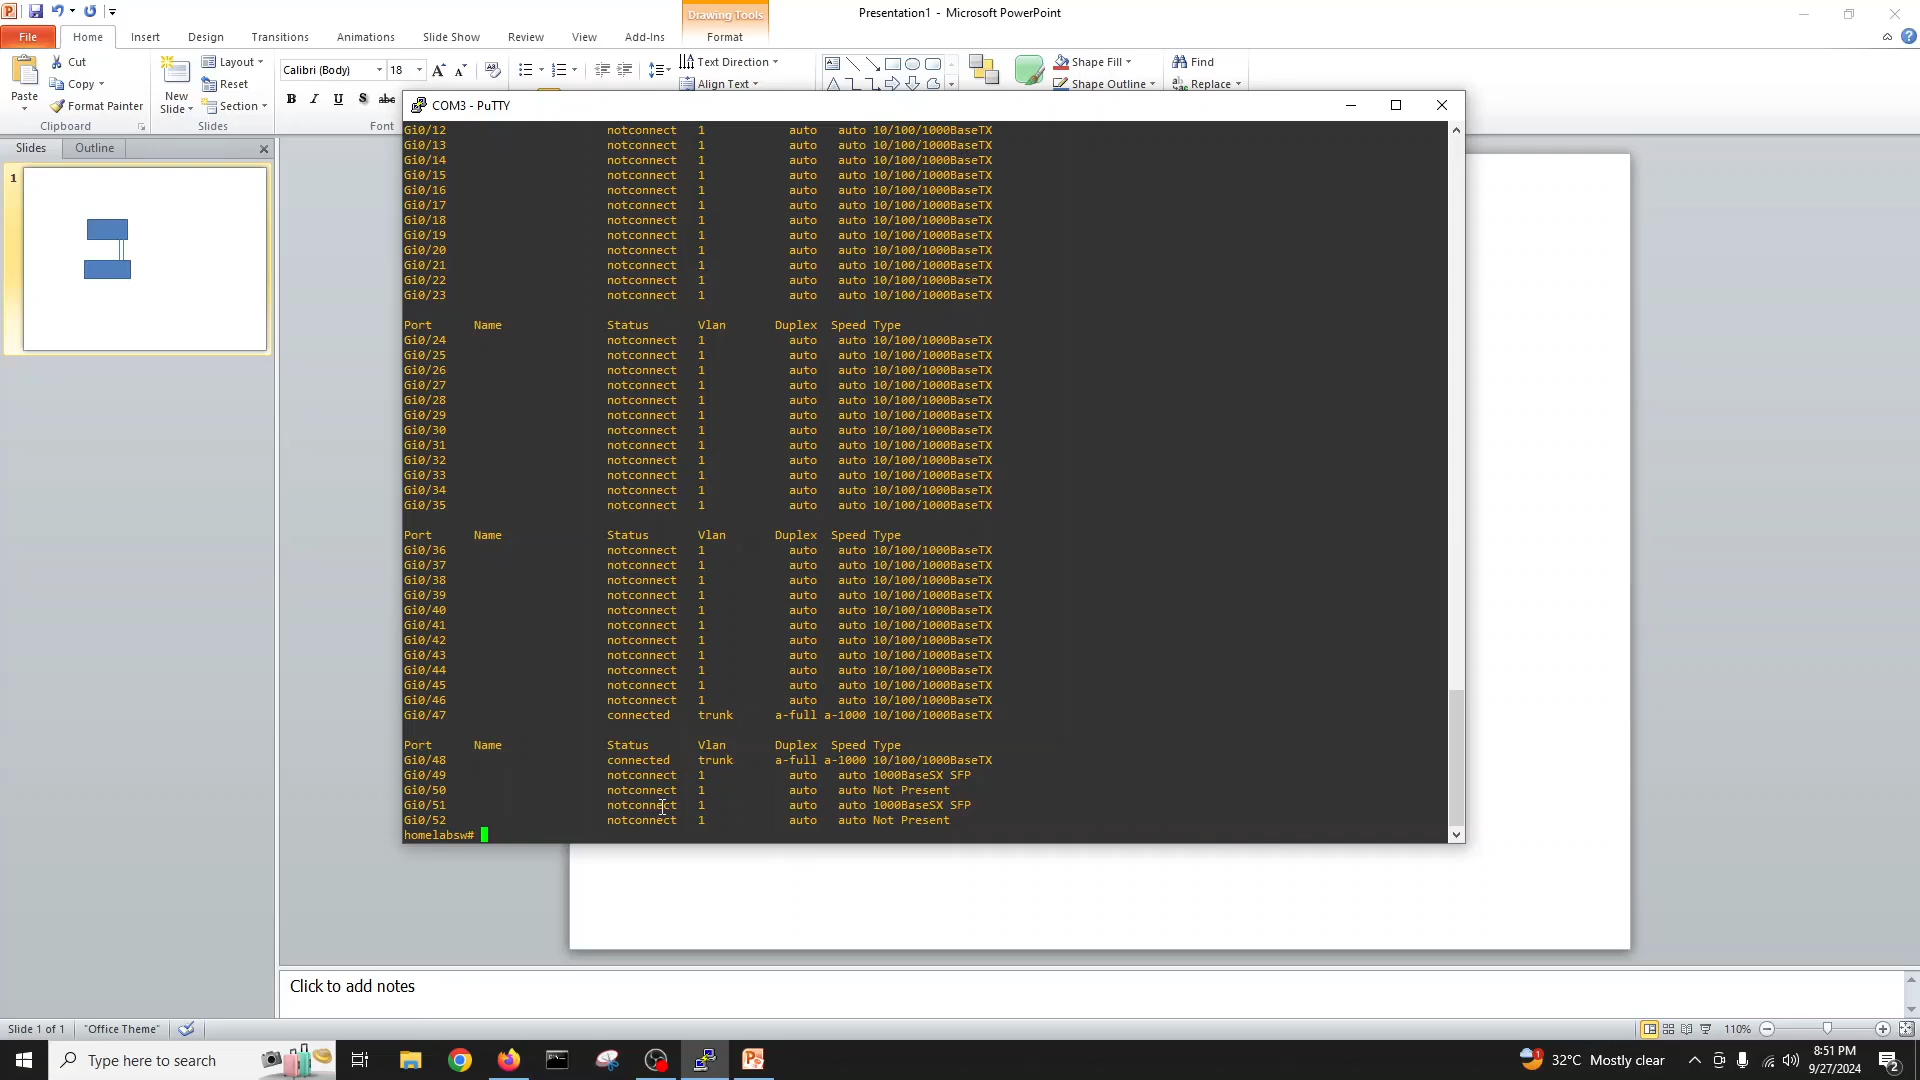 Drawing Tools
Presentation1 - Microsoft PowerPoint
File Home Insert Design Transitions Animations Slide Show Review View Add-Ins Format
Paste
Cut
Copy
Format Painter
Clipboard
New
Slide
Layout
Reset
Section
Slides
Calibri (Body) 18
B I U S abc
Font
Text Direction
Align Text
Shape Fill
Shape Outline
Find
Replace
COM3 - PuTTY
Slides Outline
1
Gi0/12 notconnect 1 auto auto 10/100/1000BaseTX
Gi0/13 notconnect 1 auto auto 10/100/1000BaseTX
Gi0/14 notconnect 1 auto auto 10/100/1000BaseTX
Gi0/15 notconnect 1 auto auto 10/100/1000BaseTX
Gi0/16 notconnect 1 auto auto 10/100/1000BaseTX
Gi0/17 notconnect 1 auto auto 10/100/1000BaseTX
Gi0/18 notconnect 1 auto auto 10/100/1000BaseTX
Gi0/19 notconnect 1 auto auto 10/100/1000BaseTX
Gi0/20 notconnect 1 auto auto 10/100/1000BaseTX
Gi0/21 notconnect 1 auto auto 10/100/1000BaseTX
Gi0/22 notconnect 1 auto auto 10/100/1000BaseTX
Gi0/23 notconnect 1 auto auto 10/100/1000BaseTX
Port Name Status Vlan Duplex Speed Type
Gi0/24 notconnect 1 auto auto 10/100/1000BaseTX
Gi0/25 notconnect 1 auto auto 10/100/1000BaseTX
Gi0/26 notconnect 1 auto auto 10/100/1000BaseTX
Gi0/27 notconnect 1 auto auto 10/100/1000BaseTX
Gi0/28 notconnect 1 auto auto 10/100/1000BaseTX
Gi0/29 notconnect 1 auto auto 10/100/1000BaseTX
Gi0/30 notconnect 1 auto auto 10/100/1000BaseTX
Gi0/31 notconnect 1 auto auto 10/100/1000BaseTX
Gi0/32 notconnect 1 auto auto 10/100/1000BaseTX
Gi0/33 notconnect 1 auto auto 10/100/1000BaseTX
Gi0/34 notconnect 1 auto auto 10/100/1000BaseTX
Gi0/35 notconnect 1 auto auto 10/100/1000BaseTX
Port Name Status Vlan Duplex Speed Type
Gi0/36 notconnect 1 auto auto 10/100/1000BaseTX
Gi0/37 notconnect 1 auto auto 10/100/1000BaseTX
Gi0/38 notconnect 1 auto auto 10/100/1000BaseTX
Gi0/39 notconnect 1 auto auto 10/100/1000BaseTX
Gi0/40 notconnect 1 auto auto 10/100/1000BaseTX
Gi0/41 notconnect 1 auto auto 10/100/1000BaseTX
Gi0/42 notconnect 1 auto auto 10/100/1000BaseTX
Gi0/43 notconnect 1 auto auto 10/100/1000BaseTX
Gi0/44 notconnect 1 auto auto 10/100/1000BaseTX
Gi0/45 notconnect 1 auto auto 10/100/1000BaseTX
Gi0/46 notconnect 1 auto auto 10/100/1000BaseTX
Gi0/47 connected trunk a-full a-1000 10/100/1000BaseTX
Port Name Status Vlan Duplex Speed Type
Gi0/48 connected trunk a-full a-1000 10/100/1000BaseTX
Gi0/49 notconnect 1 auto auto 1000BaseSX SFP
Gi0/50 notconnect 1 auto auto Not Present
Gi0/51 notconnect 1 auto auto 1000BaseSX SFP
Gi0/52 notconnect 1 auto auto Not Present
homelabsw#
Click to add notes
Slide 1 of 1 "Office Theme" 110%
Type here to search
32°C Mostly clear
8:51 PM
9/27/2024
2